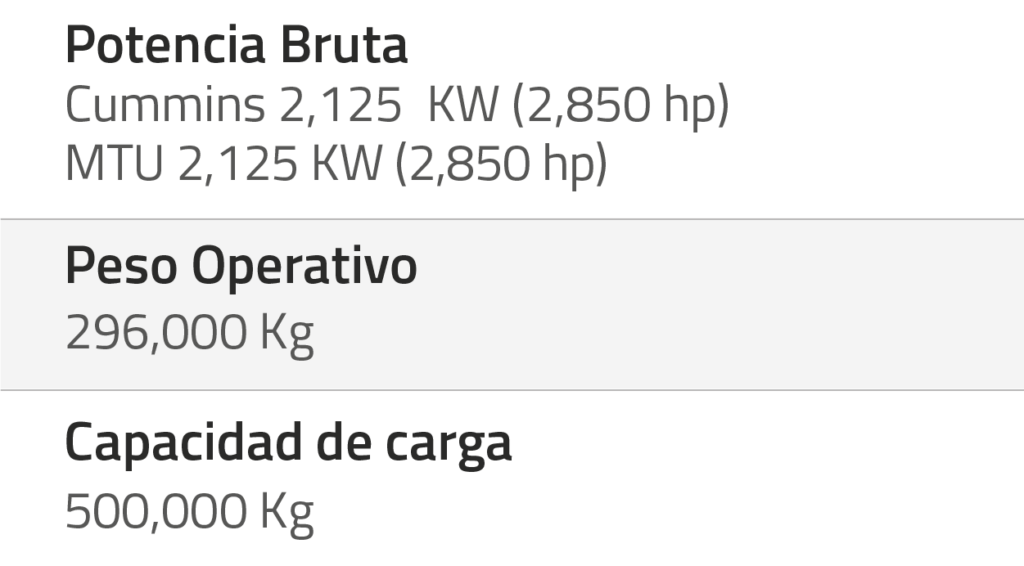 Potencia Bruta
Cummins 2,125 KW (2,850 hp)
MTU 2,125 KW (2,850 hp)
Peso Operativo
296,000 Kg
Capacidad de carga
500,000 Kg